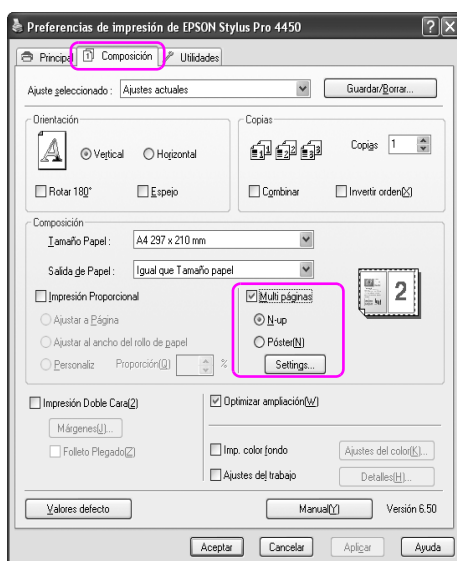 Preferencias de impresión de EPSON Stylus Pro 4450
Principal Composición Utilidades
Ajuste seleccionado : Ajustes actuales Guardar/Borrar...
Orientación
A Vertical Horizontal
Rotar 180° Espejo
Copias
Copias 1
Combinar Invertir orden(X)
Composición
Tamaño Papel : A4 297 x 210 mm
Salida de Papel : Igual que Tamaño papel
Impresión Proporcional
Ajustar a Página
Ajustar al ancho del rollo de papel
Personaliz Proporción(Q) %
Multi páginas
N-up
Póster(N)
Settings...
2
Impresión Doble Cara(2)
Márgenes(J)...
Folleto Plegado(Z)
Optimizar ampliación(W)
Imp. color fondo Ajustes del color(K)...
Ajustes del trabajo Detalles(H)...
Valores defecto Manual(Y) Versión 6.50
Aceptar Cancelar Aplicar Ayuda